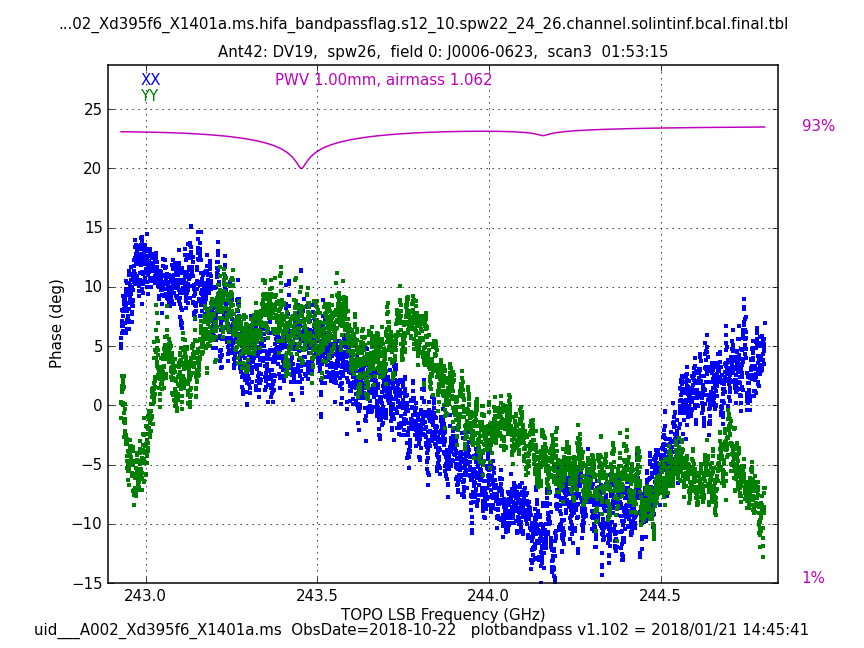 ...02_Xd395f6_X1401a.ms.hifa_bandpassflag.s12_10.spw22_24_26.channel.solintinf.bcal.final.tbl
Ant42: DV19,  spw26,  field 0: J0006-0623,  scan3  01:53:15
XX
PWV 1.00mm, airmass 1.062
YY
25
93%
20
15
10
Phase (deg)
5
0
−5
−10
−15
1%
243.0 243.5 244.0 244.5
TOPO LSB Frequency (GHz)
uid___A002_Xd395f6_X1401a.ms  ObsDate=2018-10-22   plotbandpass v1.102 = 2018/01/21 14:45:41